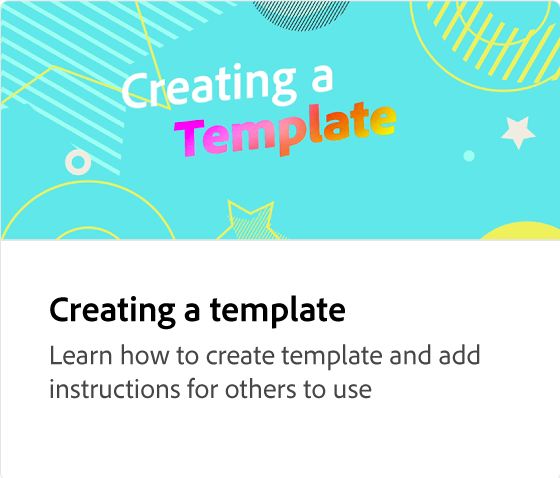 Creating a
Template
Creating a template
Learn how to create template and add
instructions for others to use